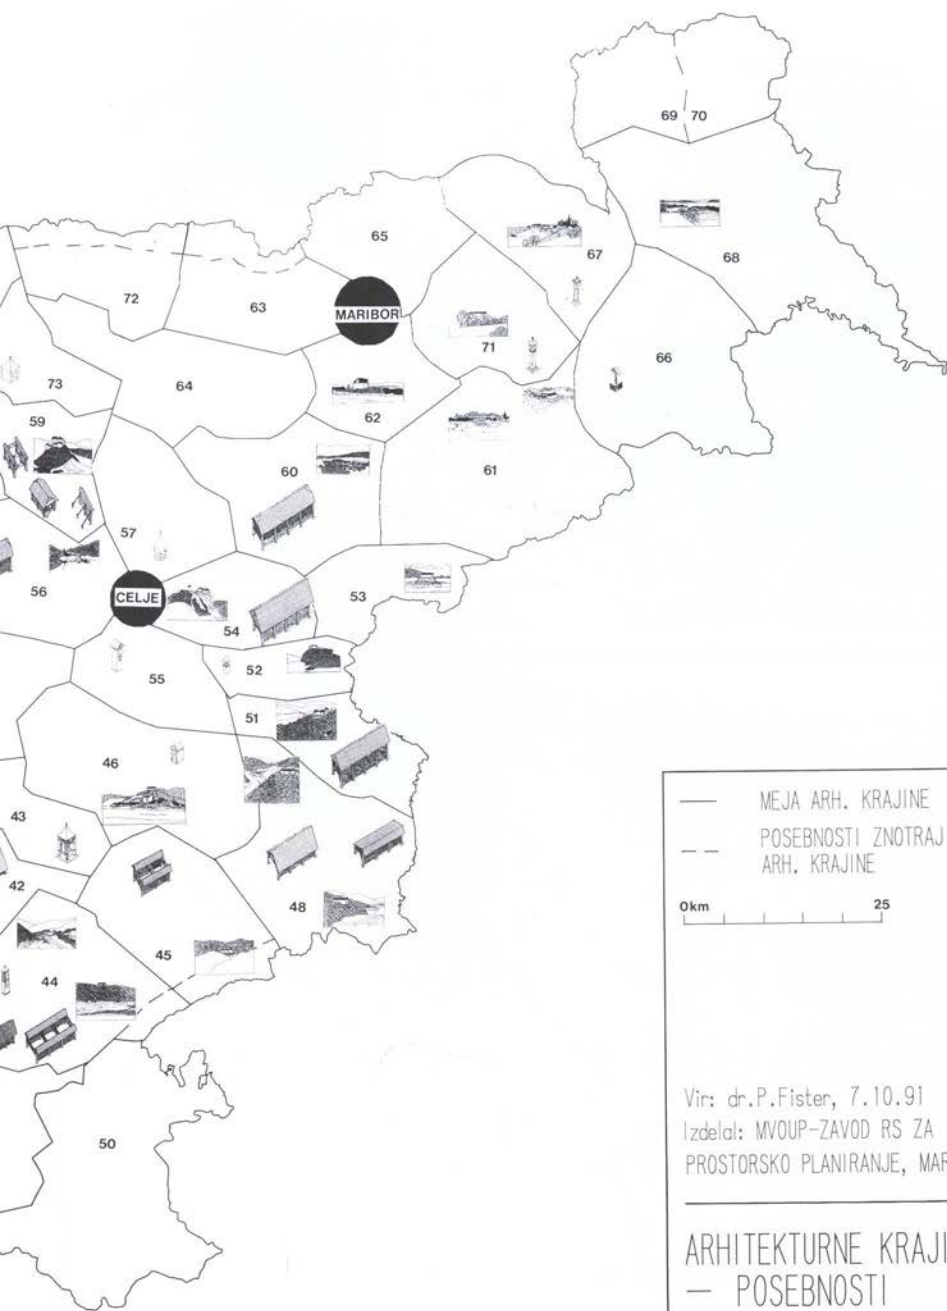 69 70
65
67
68
72
63
MARIBOR
71
66
73
64
62
59
60
61
57
56
CELJE
53
54
52
55
51
46
43
42
48
45
44
50
MEJA ARH. KRAJINE
POSEBNOSTI ZNOTRAJ
ARH. KRAJINE
0km 25
Vir: dr.P.Fister, 7.10.91
Izdelal: MVOUP-ZAVOD RS ZA
PROSTORSKO PLANIRANJE, MAR
ARHITEKTURNE KRAJI
— POSEBNOSTI